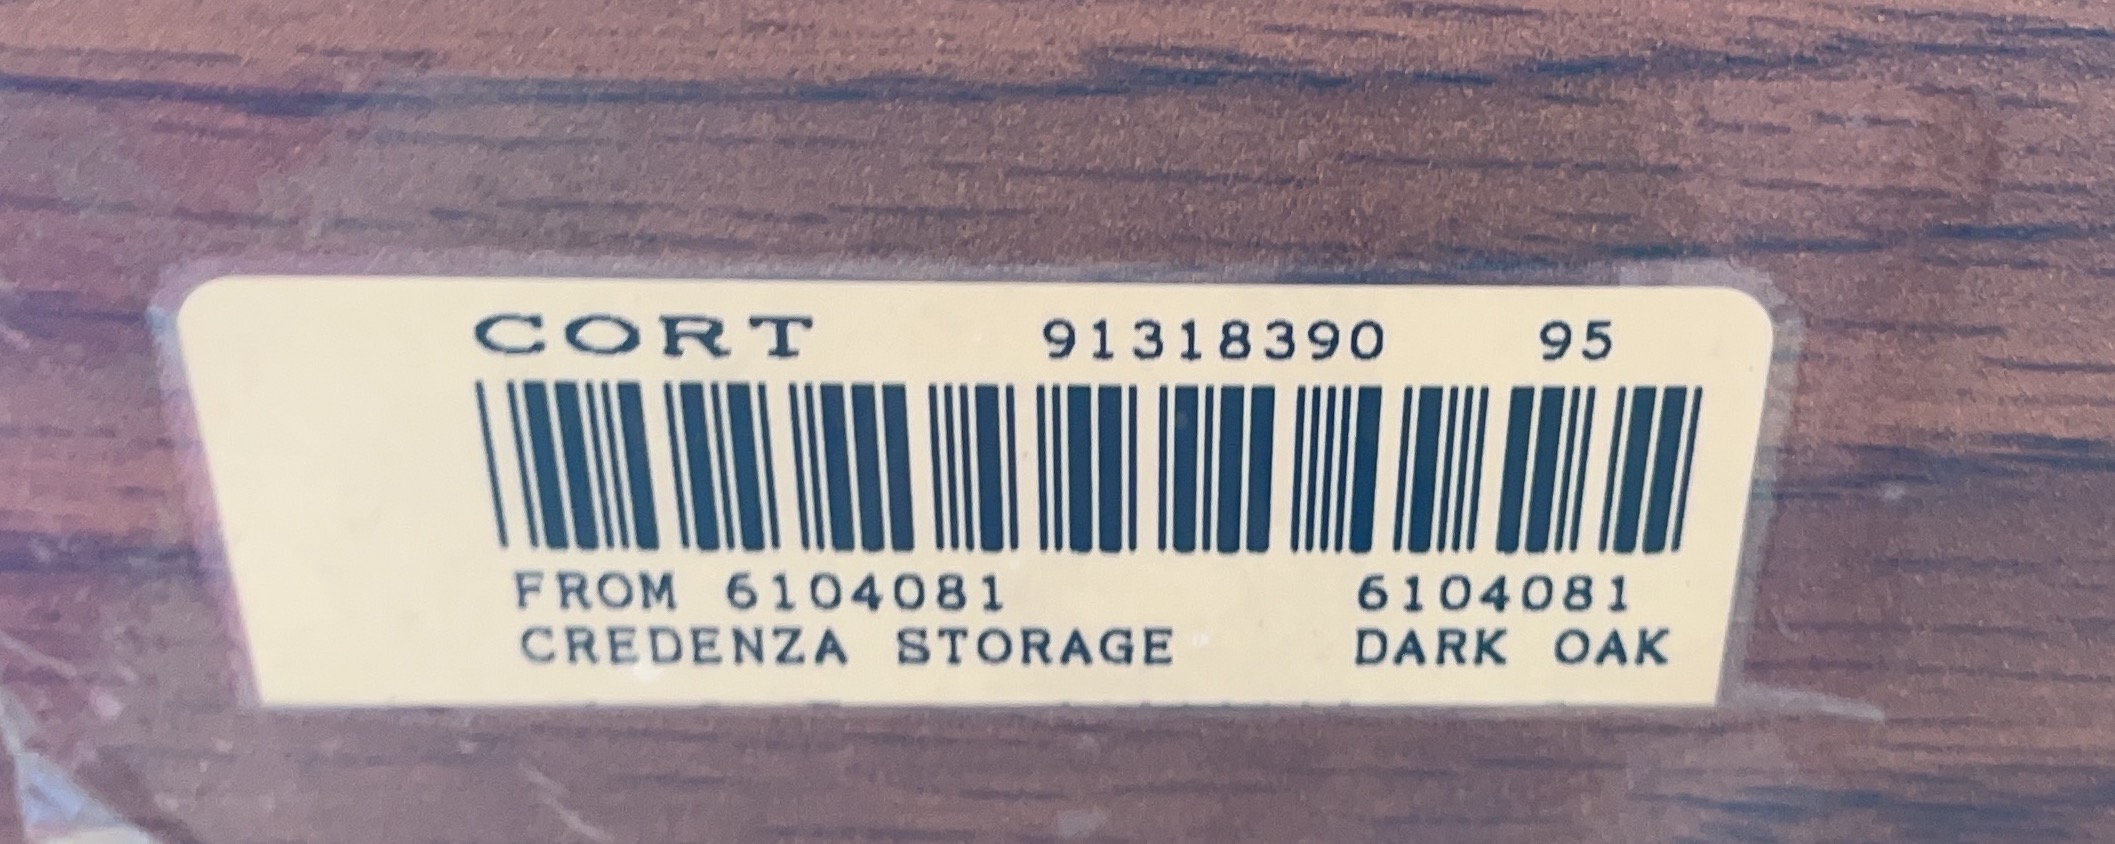 CORT 91318390 95
FROM 6104081 6104081
CREDENZA STORAGE DARK OAK